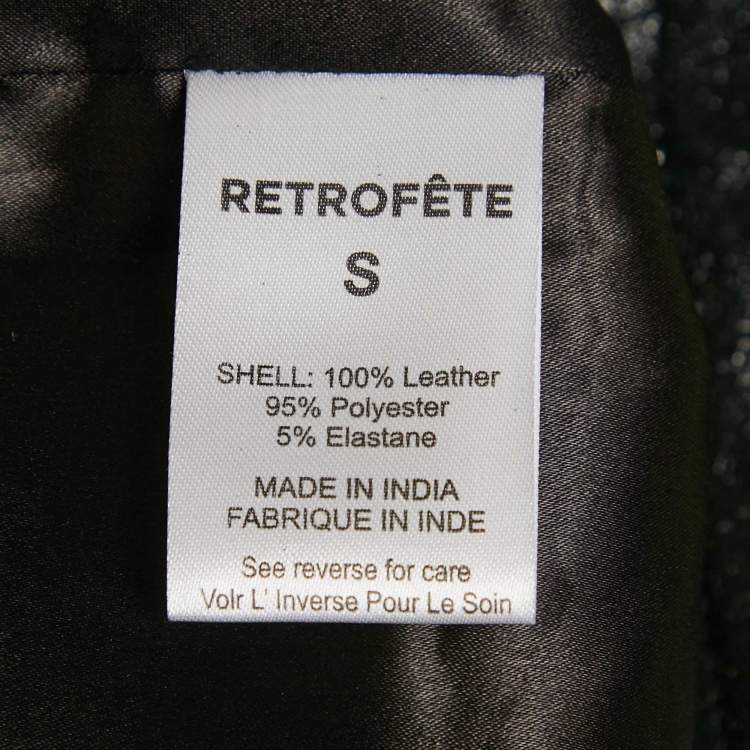 RETROFÊTE
S
SHELL: 100% Leather
95% Polyester
5% Elastane
MADE IN INDIA
FABRIQUE IN INDE
See reverse for care
Volr L' Inverse Pour Le Soin